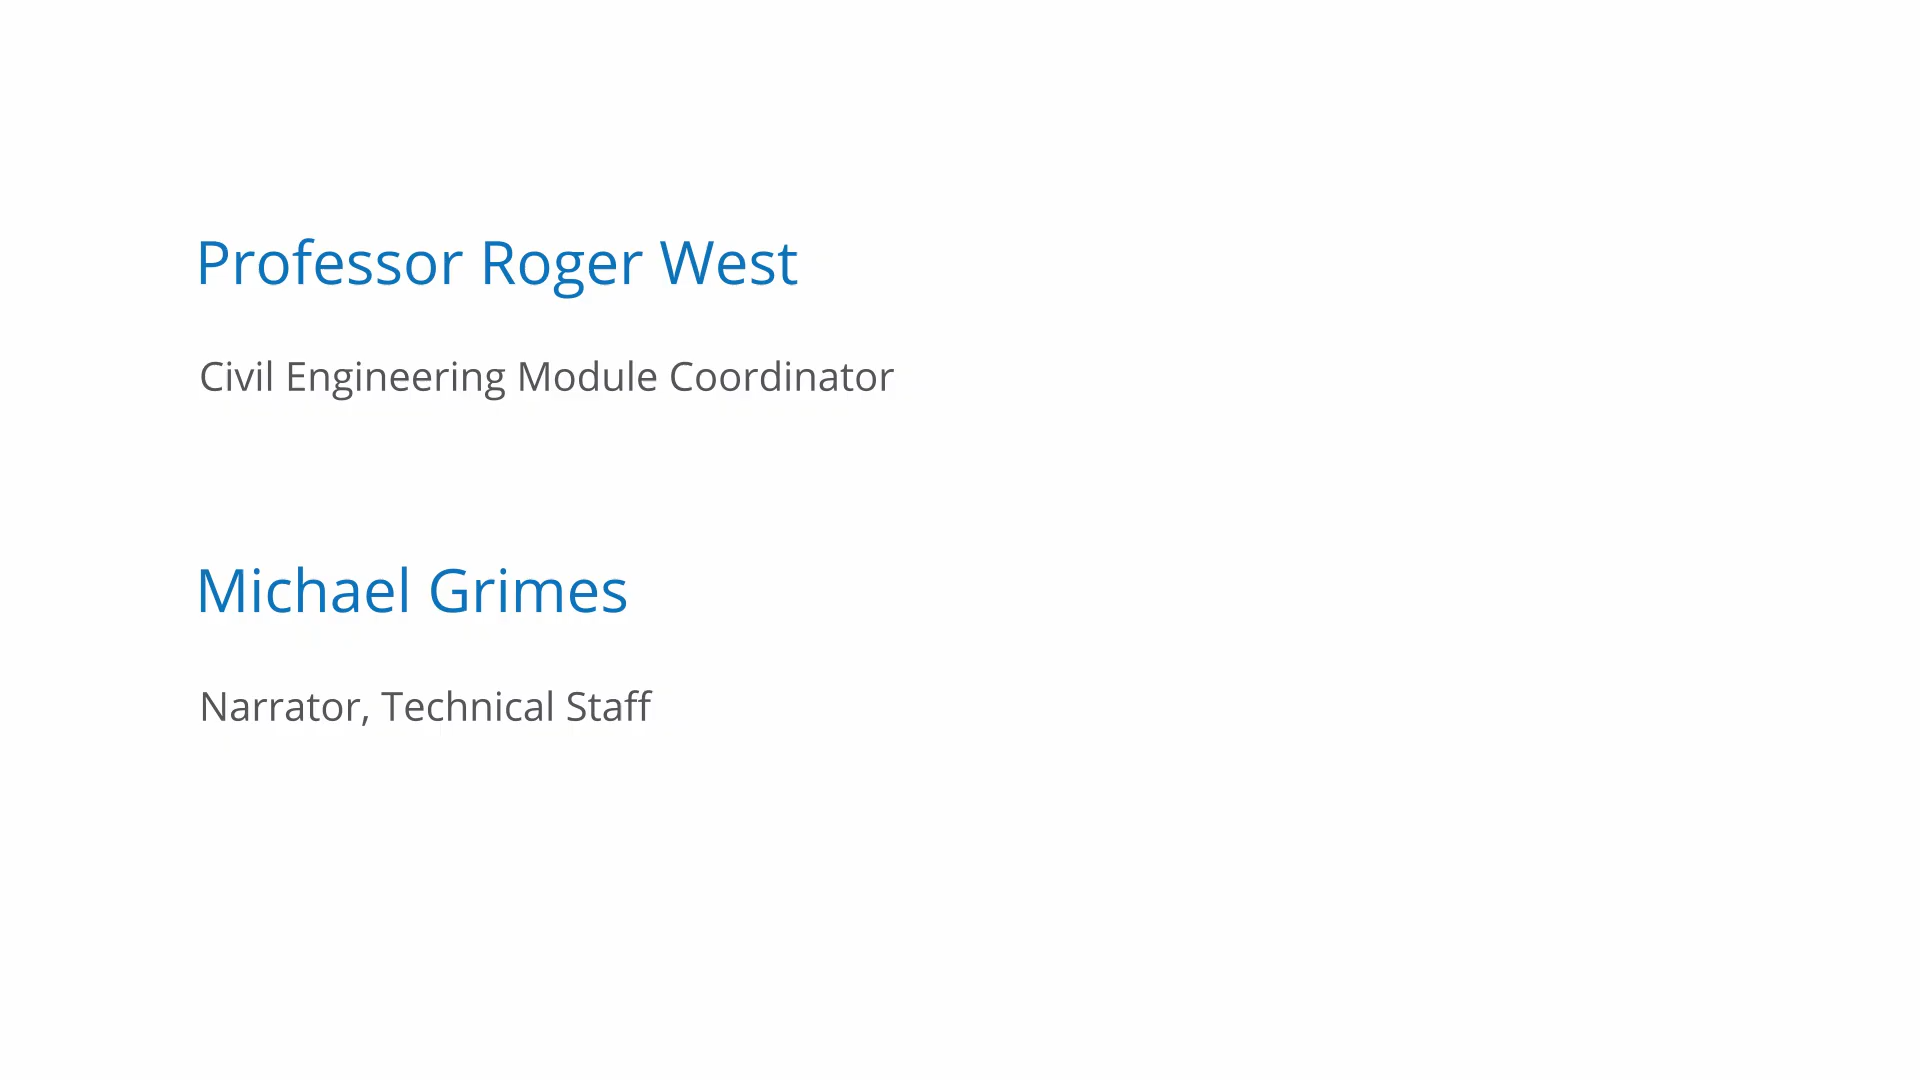 Professor Roger West
Civil Engineering Module Coordinator
Michael Grimes
Narrator, Technical Staff